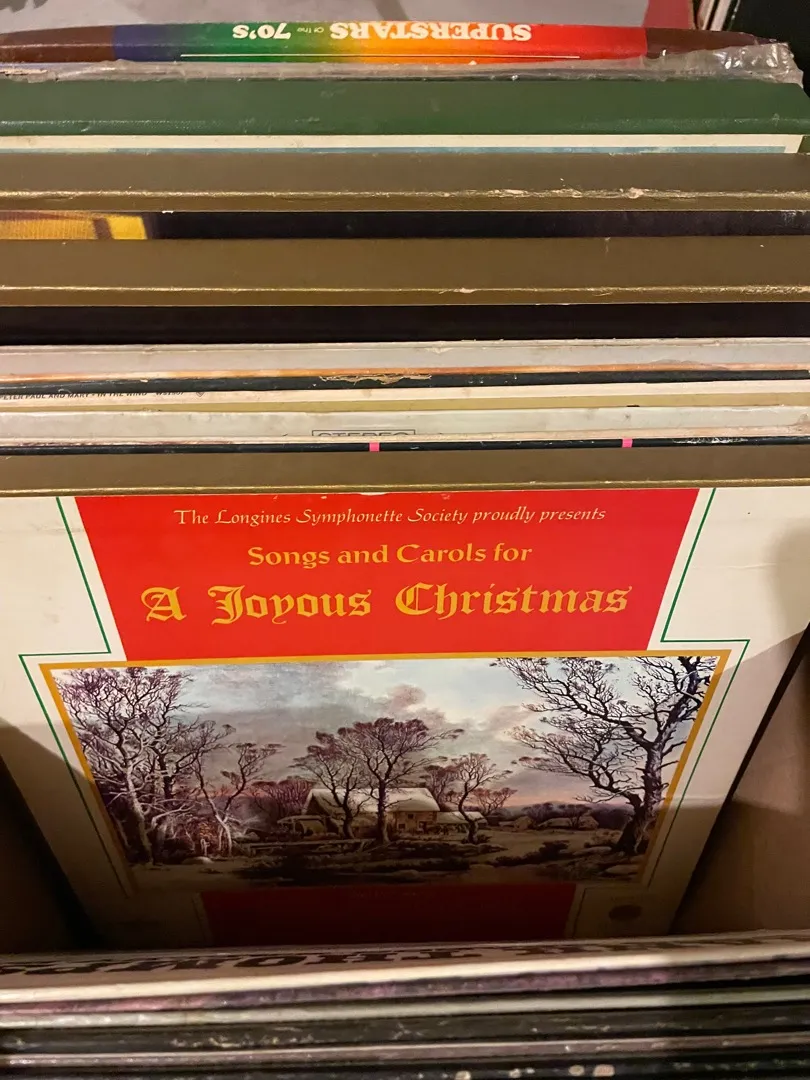 SUPERSTARS OF the 70's
PETER PAUL AND MARY - IN THE WIND WS1507
STEREO
The Longines Symphonette Society proudly presents
Songs and Carols for
A Joyous Christmas